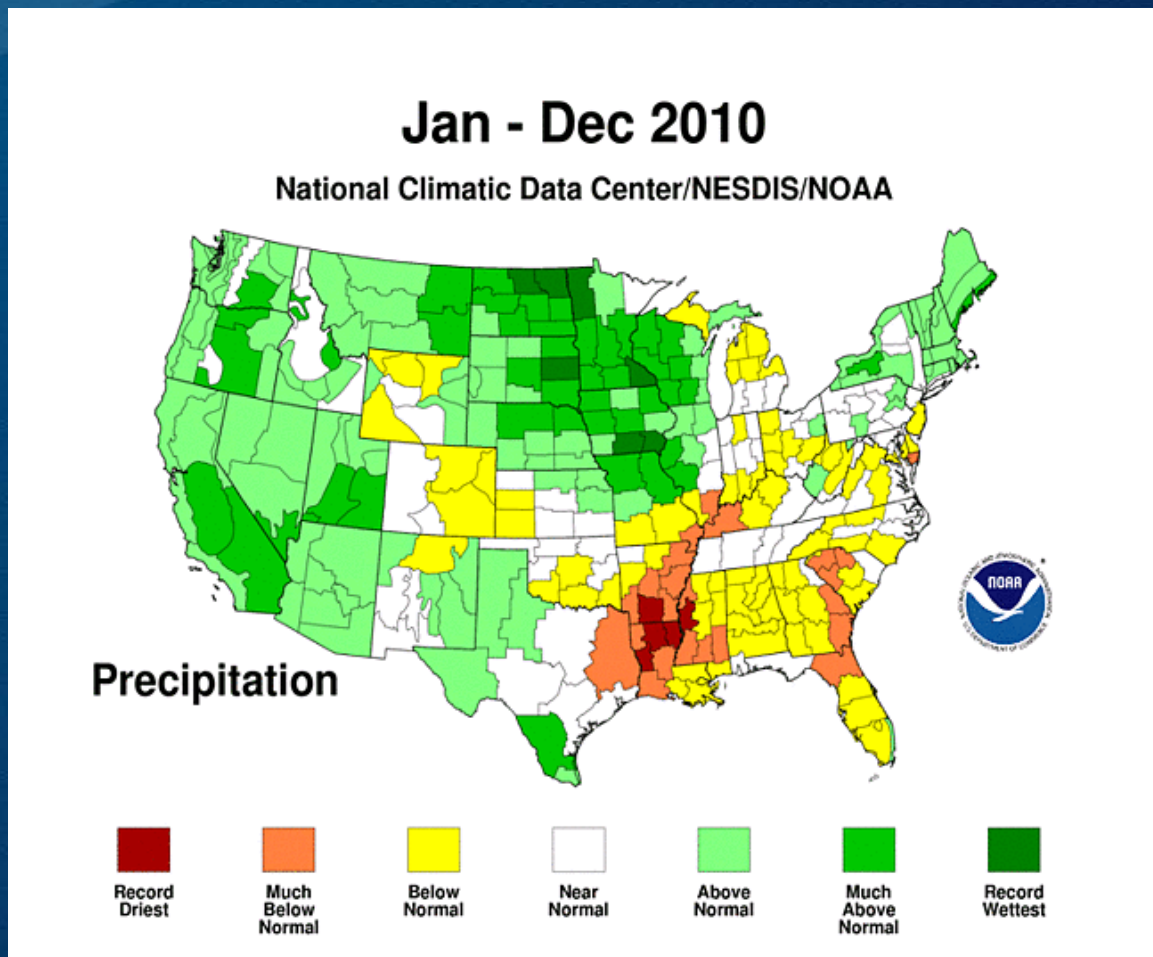 Jan - Dec 2010
National Climatic Data Center/NESDIS/NOAA
NOAA
Precipitation
Record
Driest
Much
Below
Normal
Below
Normal
Near
Normal
Above
Normal
Much
Above
Normal
Record
Wettest